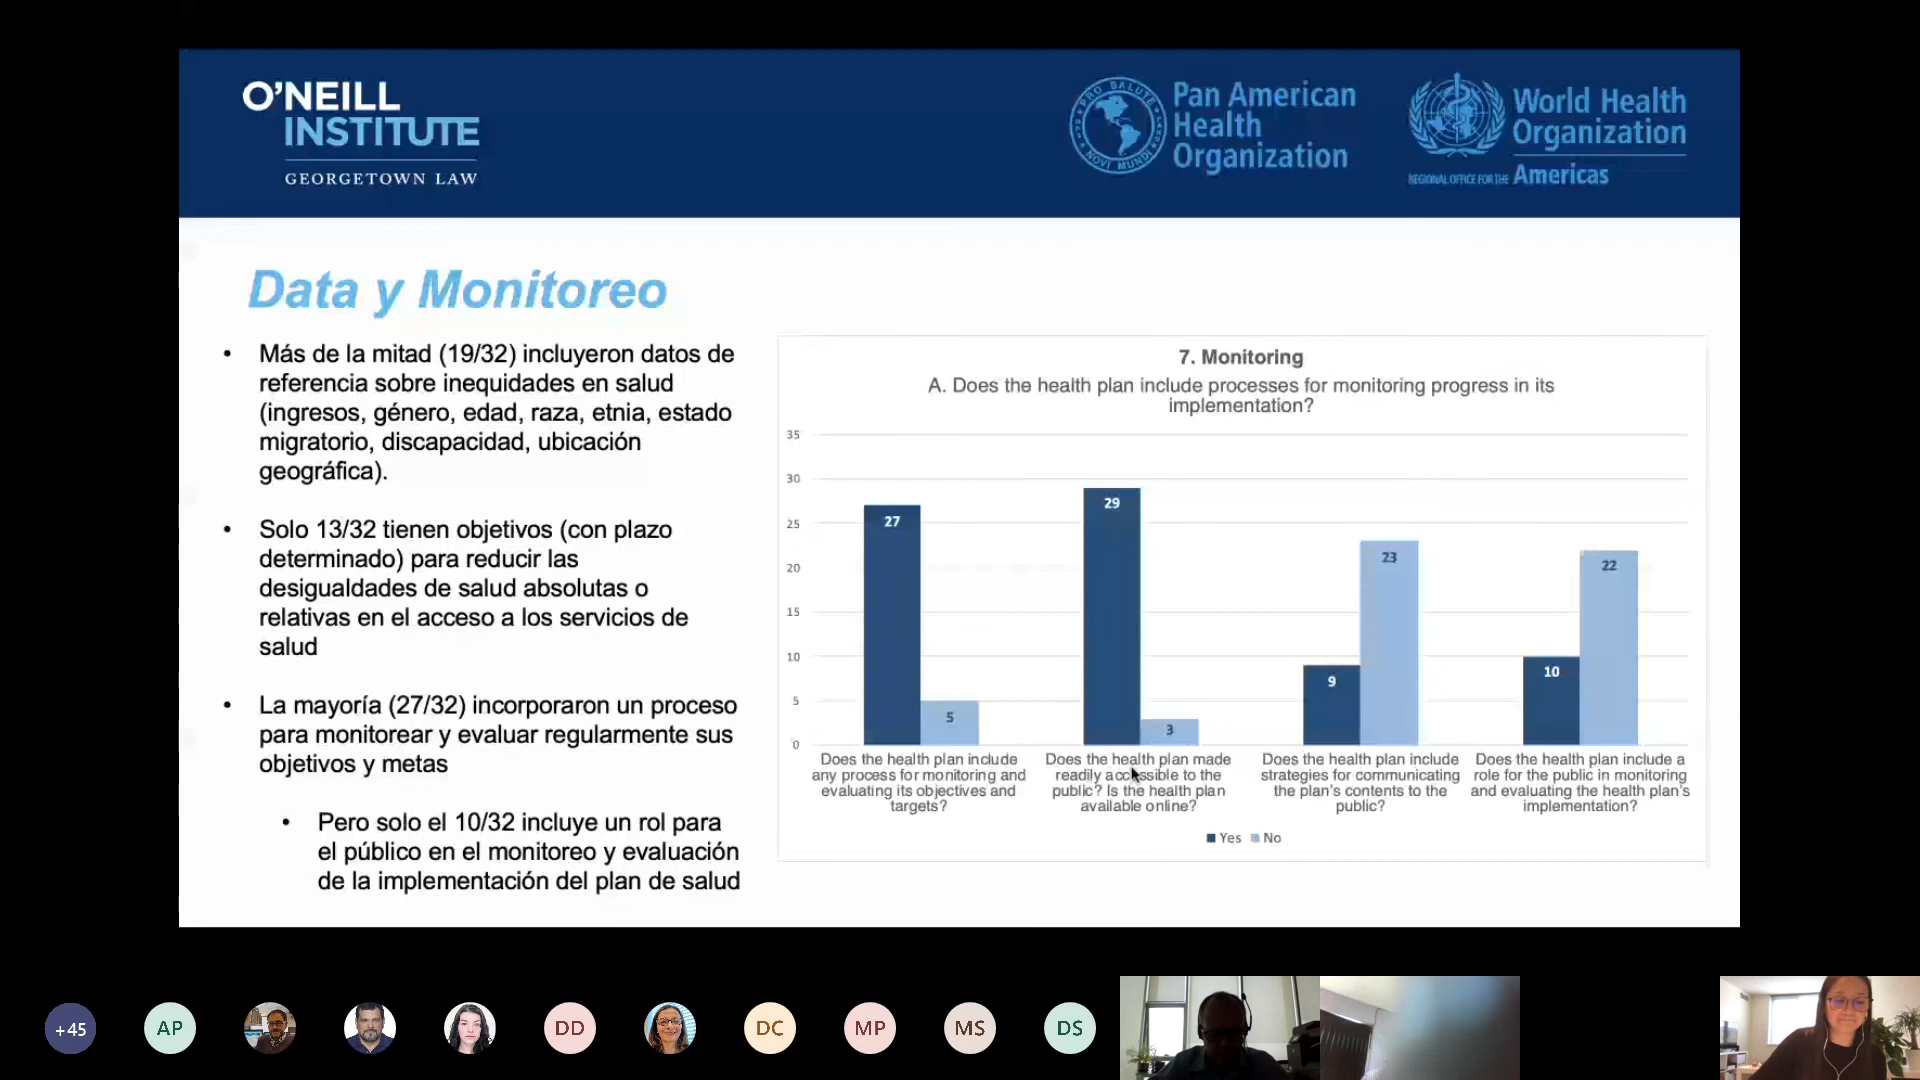 O'NEILL
INSTITUTE
GEORGETOWN LAW
PRO SALUTE
NOVI MUNDI
Pan American
Health
Organization
World Health
Organization
REGIONAL OFFICE FOR THE Americas
Data y Monitoreo
• Más de la mitad (19/32) incluyeron datos de
referencia sobre inequidades en salud
(ingresos, género, edad, raza, etnia, estado
migratorio, discapacidad, ubicación
geográfica).
• Solo 13/32 tienen objetivos (con plazo
determinado) para reducir las
desigualdades de salud absolutas o
relativas en el acceso a los servicios de
salud
• La mayoría (27/32) incorporaron un proceso
para monitorear y evaluar regularmente sus
objetivos y metas
• Pero solo el 10/32 incluye un rol para
el público en el monitoreo y evaluación
de la implementación del plan de salud
7. Monitoring
A. Does the health plan include processes for monitoring progress in its
implementation?
35
30
25
20
15
10
5
0
27
5
29
3
9
23
10
22
Does the health plan include
any process for monitoring and
evaluating its objectives and
targets?
Does the health plan made
readily accessible to the
public? Is the health plan
available online?
Does the health plan include
strategies for communicating
the plan's contents to the
public?
Does the health plan include a
role for the public in monitoring
and evaluating the health plan's
implementation?
Yes No
+45
AP
DD
DC
MP
MS
DS